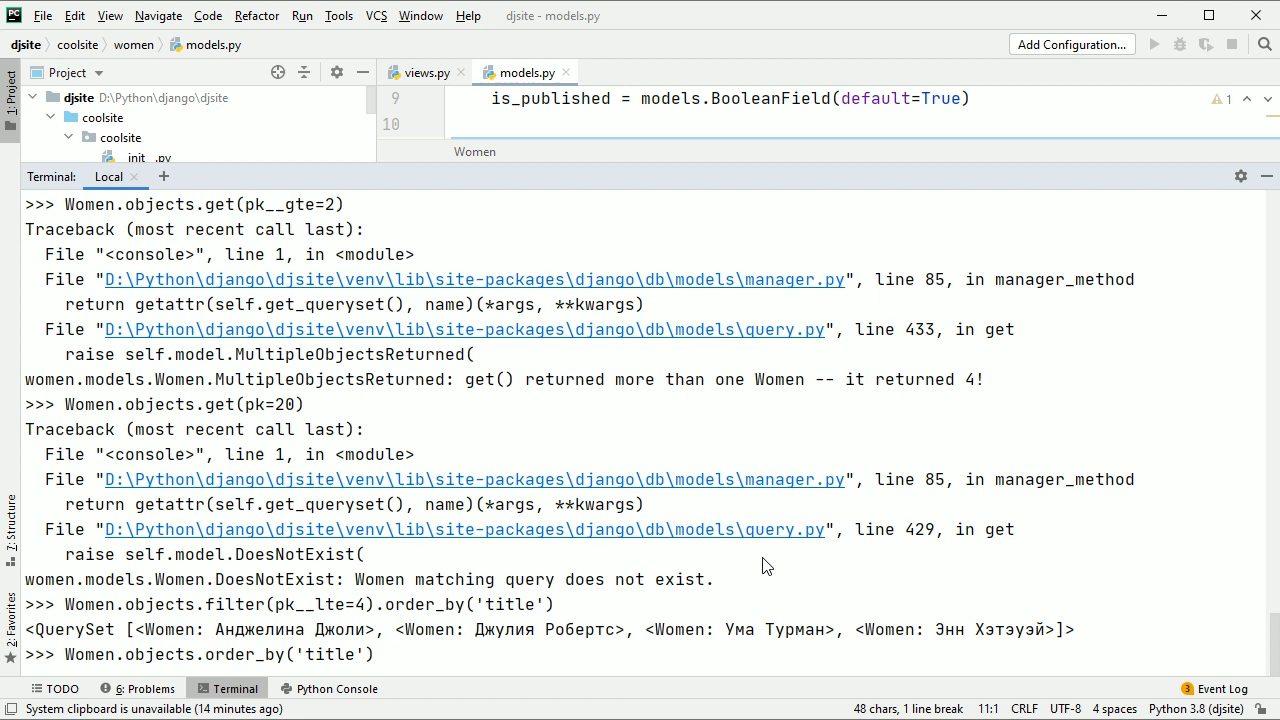 File Edit View Navigate Code Refactor Run Tools VCS Window Help djsite - models.py
djsite coolsite women models.py Add Configuration...
1: Project
Project
views.py models.py
djsite D:\Python\django\djsite
coolsite
coolsite
__init__.py
9 is_published = models.BooleanField(default=True)
10
1
Women
Terminal: Local +
>>> Women.objects.get(pk__gte=2)
Traceback (most recent call last):
File "<console>", line 1, in <module>
File "D:\Python\django\djsite\venv\lib\site-packages\django\db\models\manager.py", line 85, in manager_method
return getattr(self.get_queryset(), name)(*args, **kwargs)
File "D:\Python\django\djsite\venv\lib\site-packages\django\db\models\query.py", line 433, in get
raise self.model.MultipleObjectsReturned(
women.models.Women.MultipleObjectsReturned: get() returned more than one Women -- it returned 4!
>>> Women.objects.get(pk=20)
Traceback (most recent call last):
File "<console>", line 1, in <module>
File "D:\Python\django\djsite\venv\lib\site-packages\django\db\models\manager.py", line 85, in manager_method
return getattr(self.get_queryset(), name)(*args, **kwargs)
File "D:\Python\django\djsite\venv\lib\site-packages\django\db\models\query.py", line 429, in get
raise self.model.DoesNotExist(
women.models.Women.DoesNotExist: Women matching query does not exist.
>>> Women.objects.filter(pk__lte=4).order_by('title')
<QuerySet [<Women: Анджелина Джоли>, <Women: Джулия Робертс>, <Women: Ума Турман>, <Women: Энн Хэтэуэй>]>
>>> Women.objects.order_by('title')
7: Structure
2: Favorites
TODO 6: Problems Terminal Python Console 3 Event Log
System clipboard is unavailable (14 minutes ago) 48 chars, 1 line break 11:1 CRLF UTF-8 4 spaces Python 3.8 (djsite)